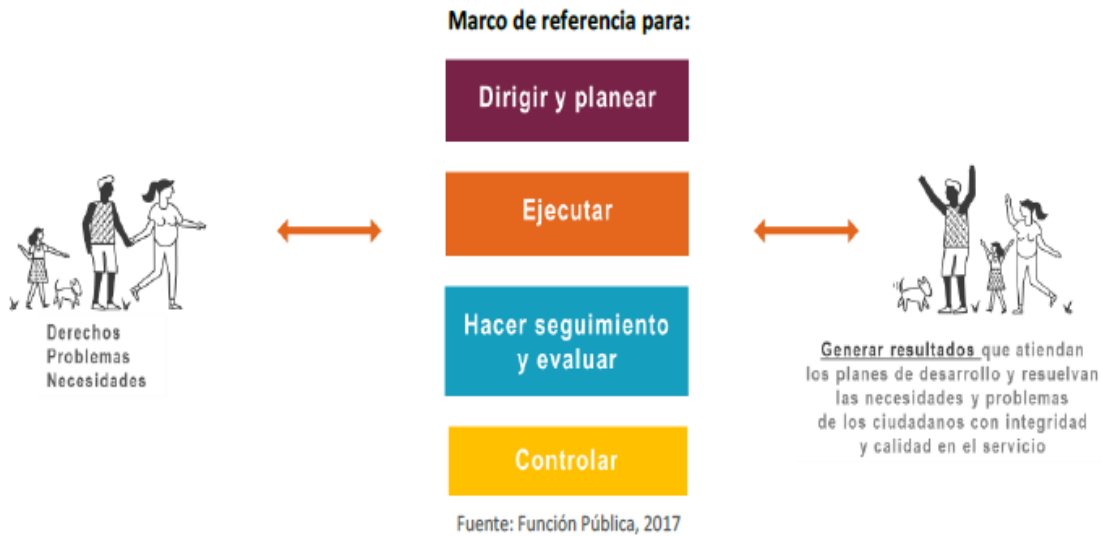 Marco de referencia para:
Dirigir y planear
Ejecutar
Hacer seguimiento
y evaluar
Controlar
Derechos
Problemas
Necesidades
Generar resultados que atiendan
los planes de desarrollo y resuelvan
las necesidades y problemas
de los ciudadanos con integridad
y calidad en el servicio
Fuente: Función Pública, 2017